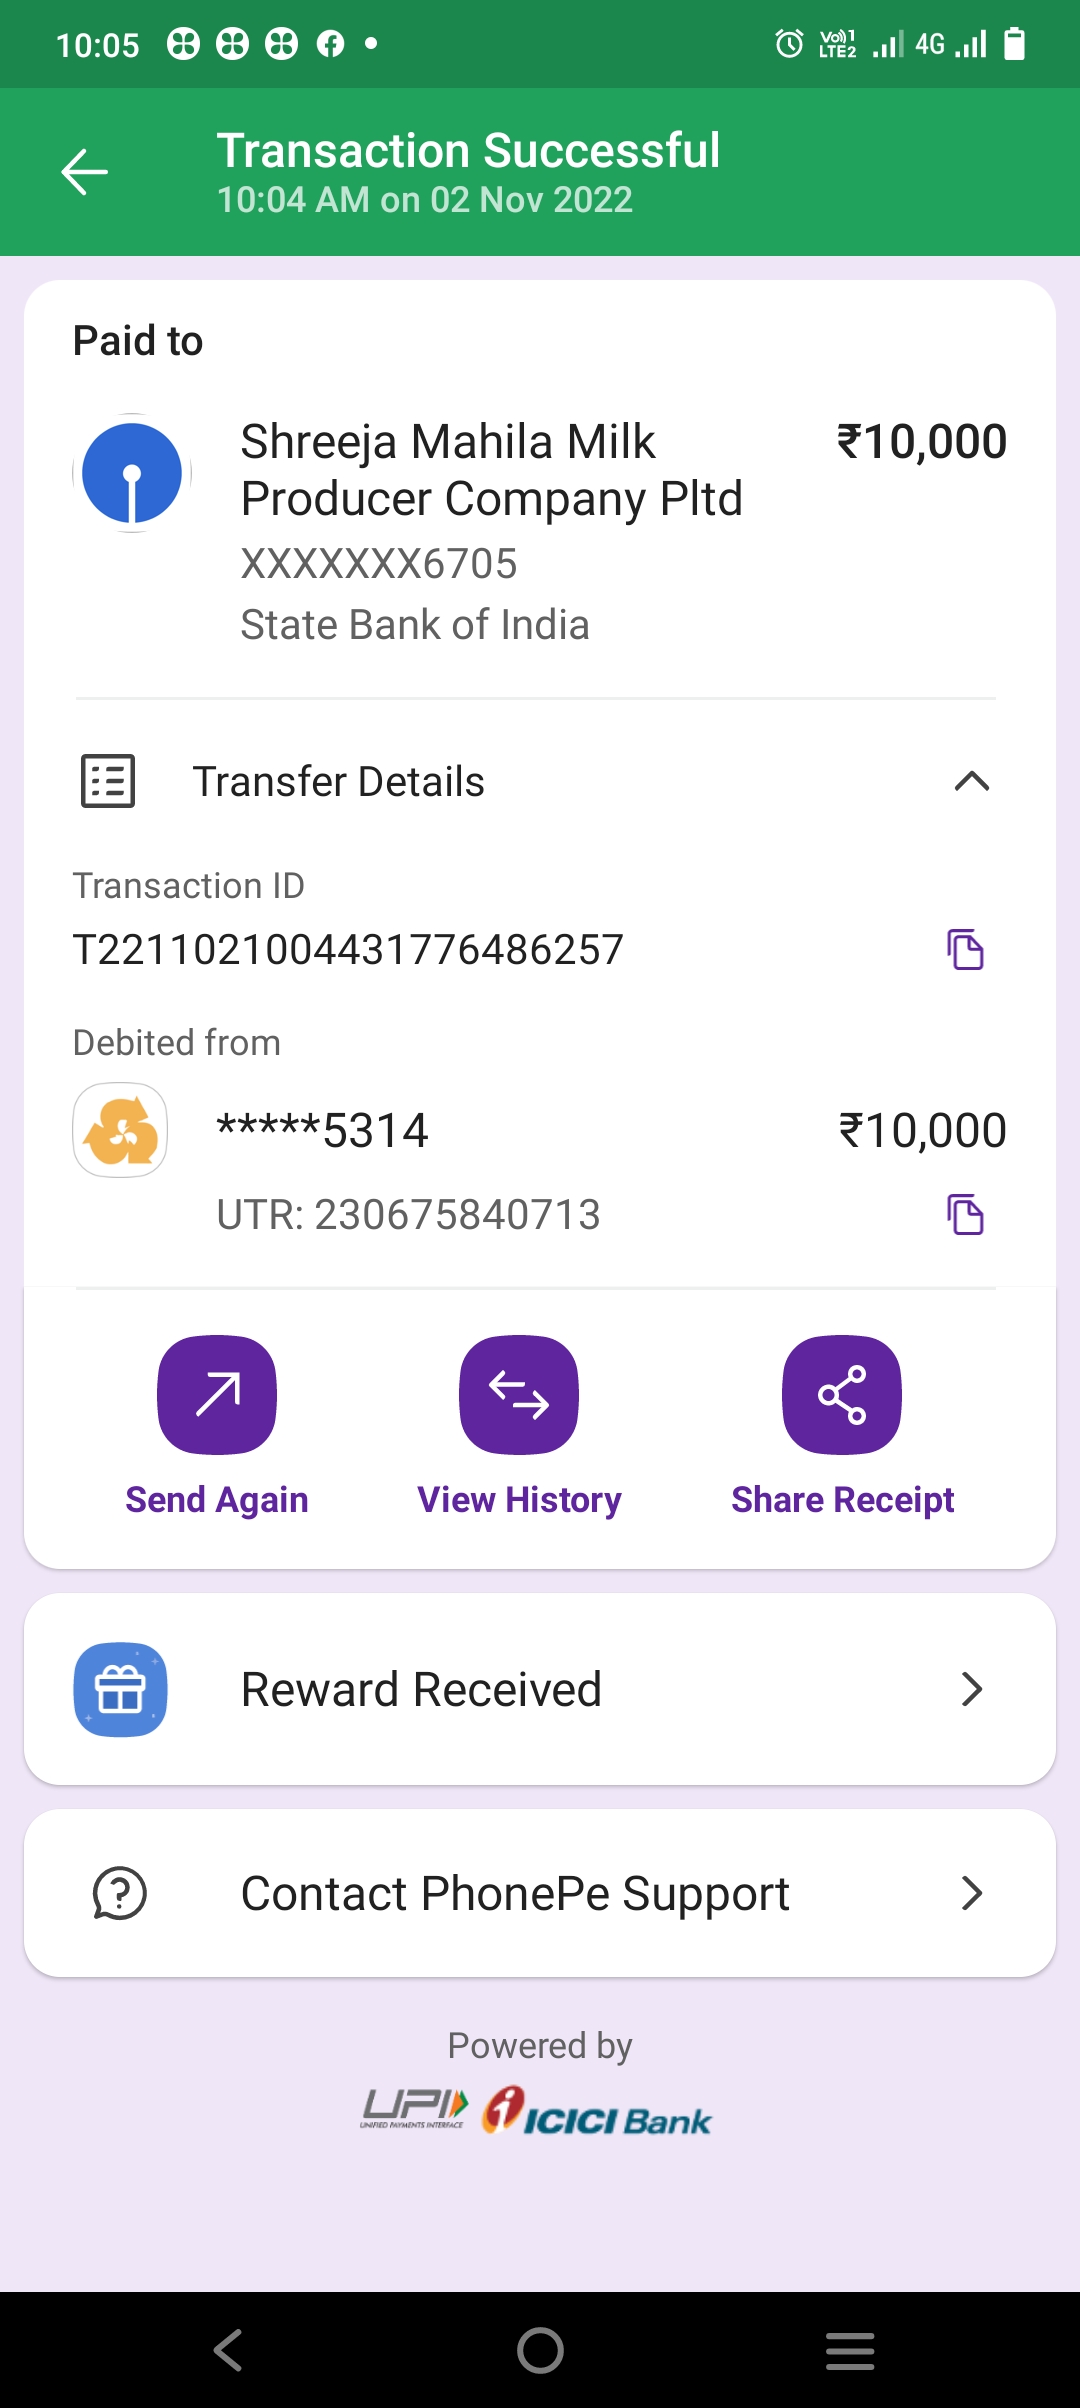 10:05
Vo))1
LTE2
4G
Transaction Successful
10:04 AM on 02 Nov 2022
Paid to
Shreeja Mahila Milk
Producer Company Pltd
₹10,000
XXXXXXX6705
State Bank of India
Transfer Details
Transaction ID
T2211021004431776486257
Debited from
*****5314
₹10,000
UTR: 230675840713
Send Again
View History
Share Receipt
Reward Received
Contact PhonePe Support
Powered by
UPI
UNIFIED PAYMENTS INTERFACE
ICICI Bank